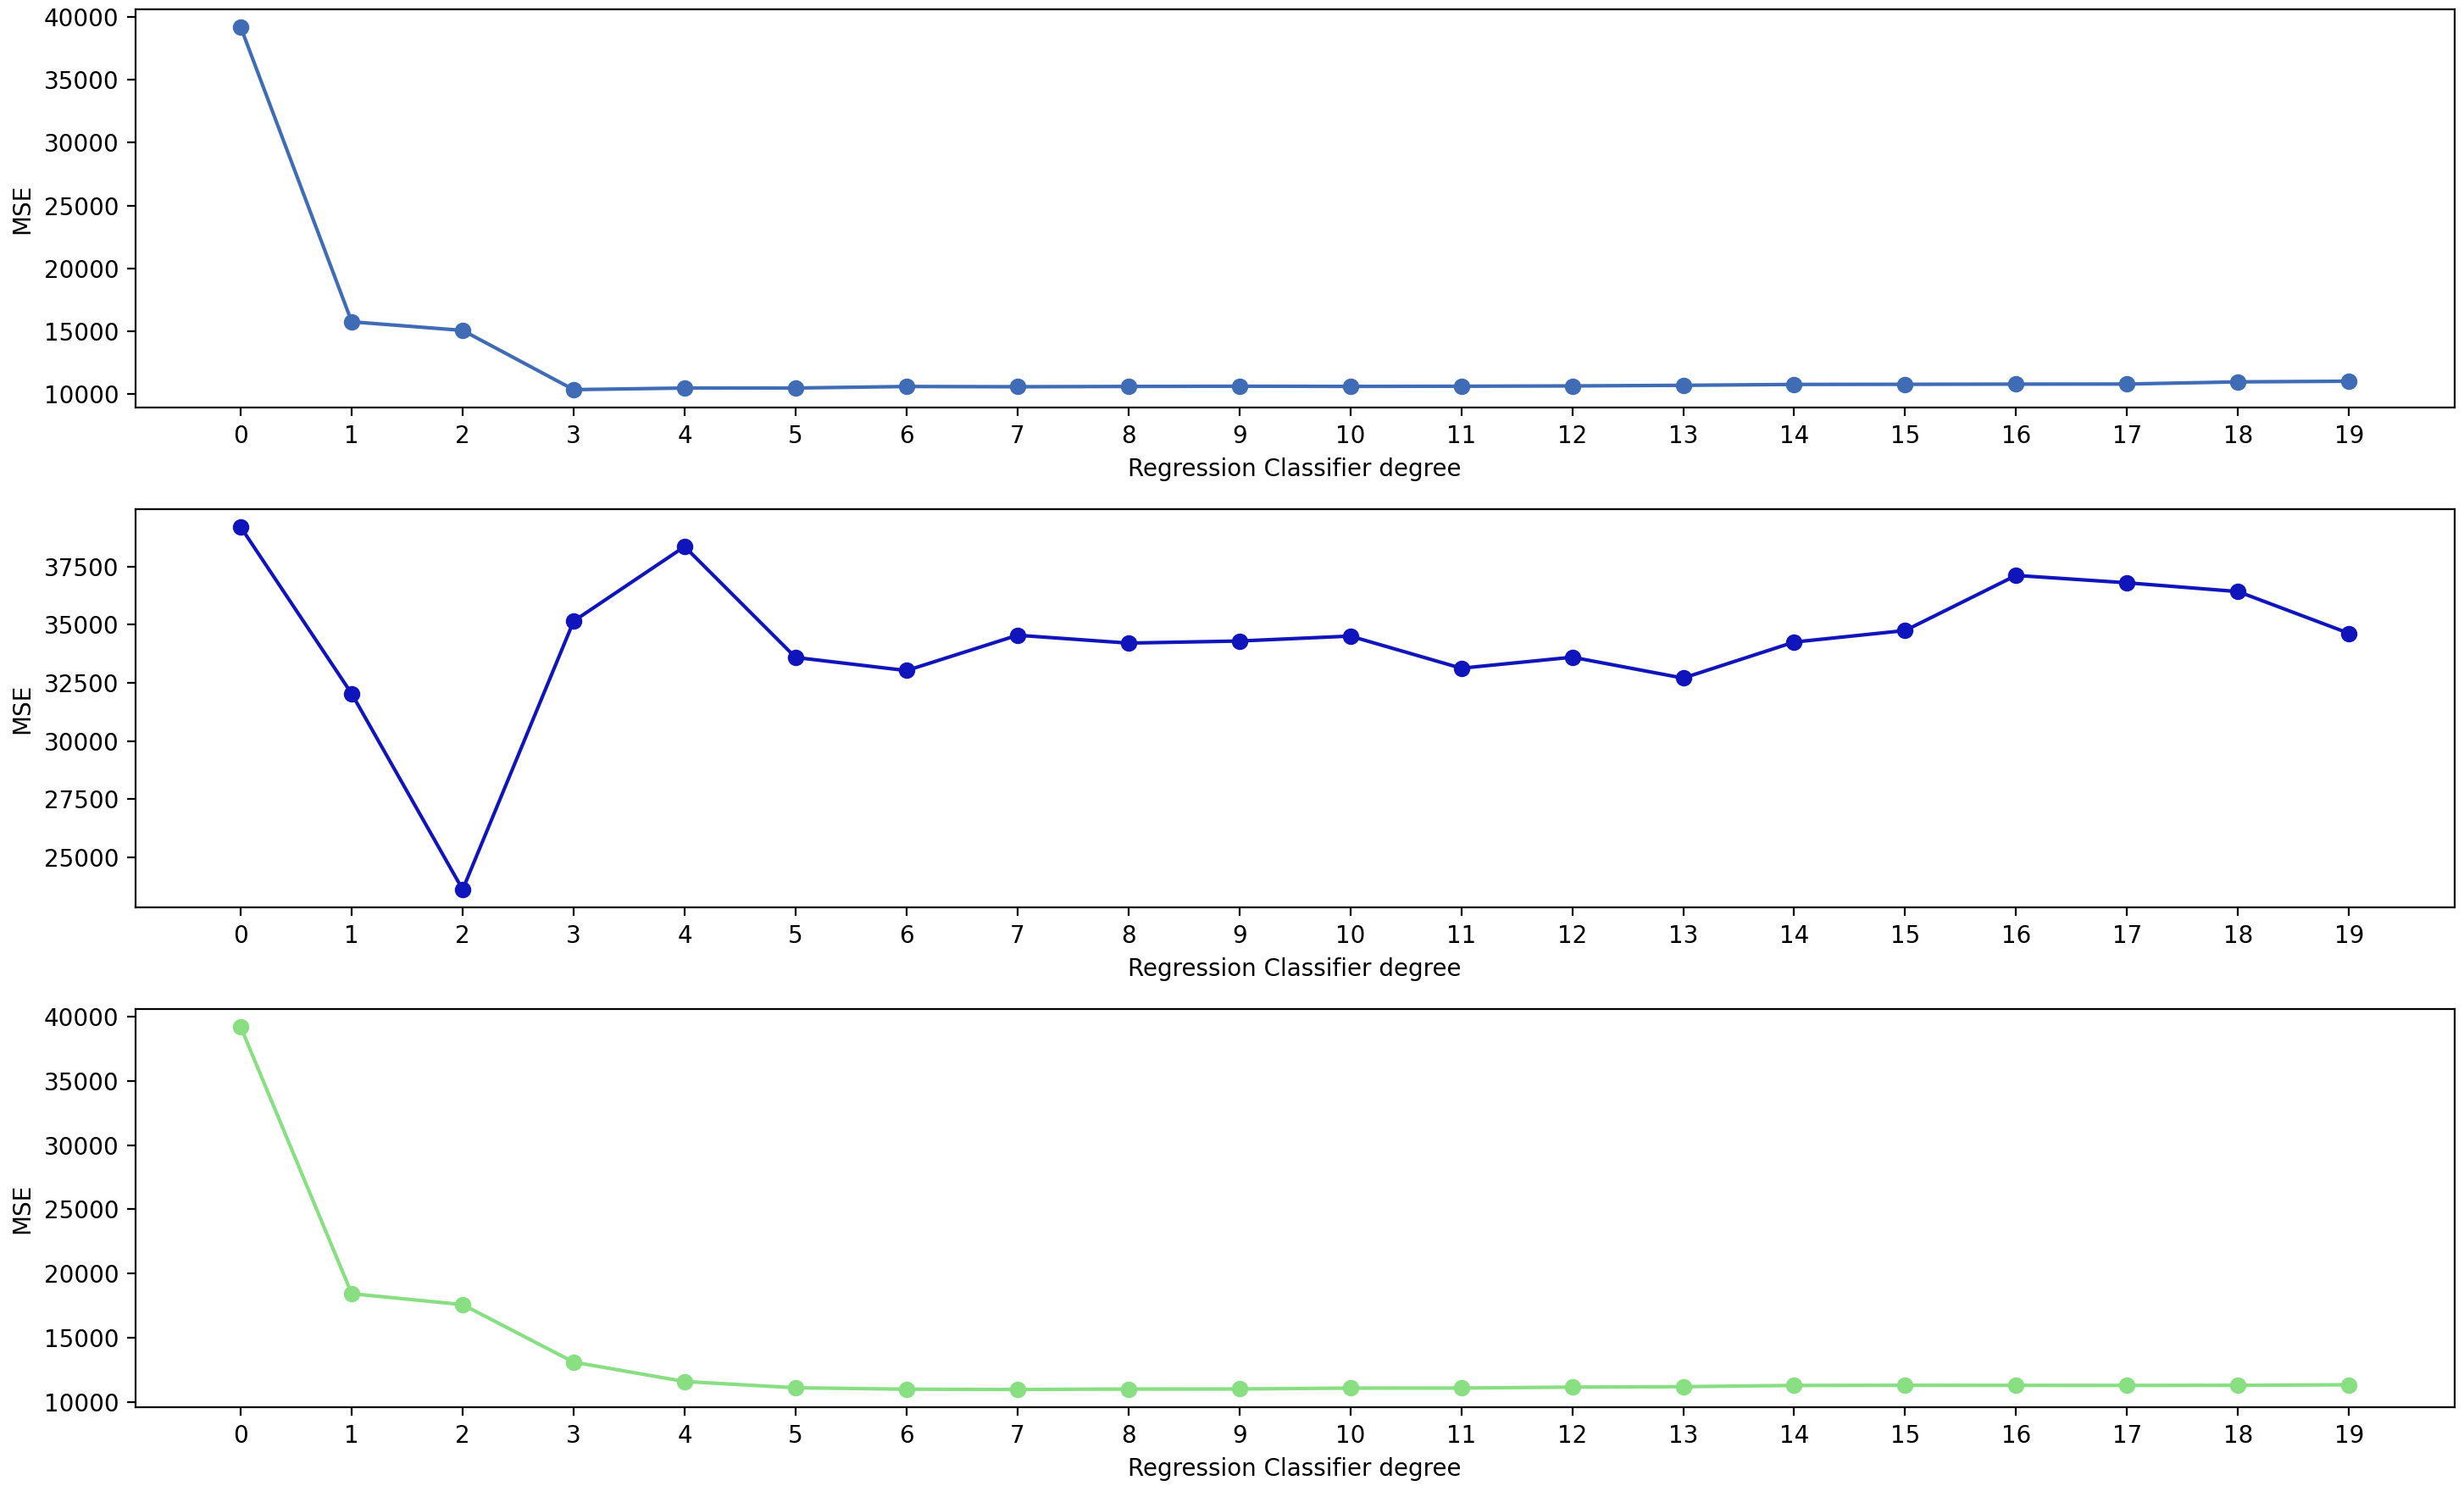 40000
35000
30000
25000
20000
15000
10000
MSE
0 1 2 3 4 5 6 7 8 9 10 11 12 13 14 15 16 17 18 19
Regression Classifier degree
37500
35000
32500
30000
27500
25000
MSE
0 1 2 3 4 5 6 7 8 9 10 11 12 13 14 15 16 17 18 19
Regression Classifier degree
40000
35000
30000
25000
20000
15000
10000
MSE
0 1 2 3 4 5 6 7 8 9 10 11 12 13 14 15 16 17 18 19
Regression Classifier degree